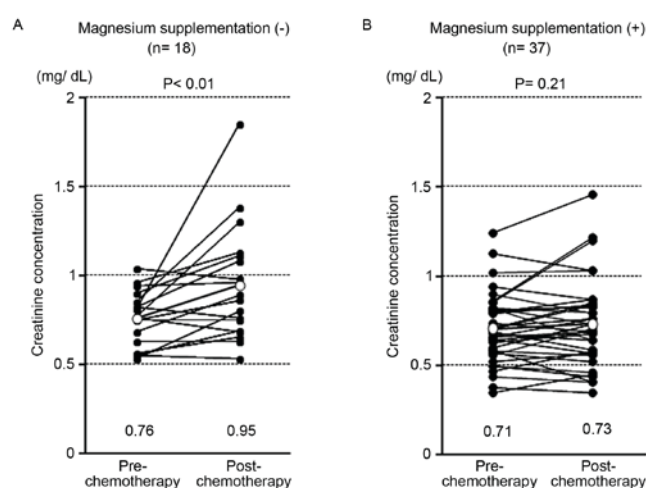 A
Magnesium supplementation (-)
(n= 18)
(mg/ dL)
P< 0.01
2
1.5
1
0.5
0
Creatinine concentration
0.76
0.95
Pre-
chemotherapy
Post-
chemotherapy
B
Magnesium supplementation (+)
(n= 37)
(mg/ dL)
P= 0.21
2
1.5
1
0.5
0
Creatinine concentration
0.71
0.73
Pre-
chemotherapy
Post-
chemotherapy